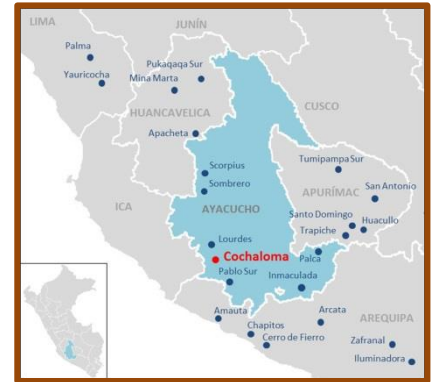 LIMA
JUNÍN
Palma
Pukaqaqa Sur
Yauricocha
Mina Marta
CUSCO
HUANCAVELICA
Apacheta
Scorpius
Tumipampa Sur
Sombrero
APURÍMAC
San Antonio
ICA
AYACUCHO
Santo Domingo
Huacullo
Trapiche
Lourdes
Cochaloma
Palca
Pablo Sur
Inmaculada
Amauta
Arcata
AREQUIPA
Chapitos
Cerro de Fierro
Zafranal
Iluminadora